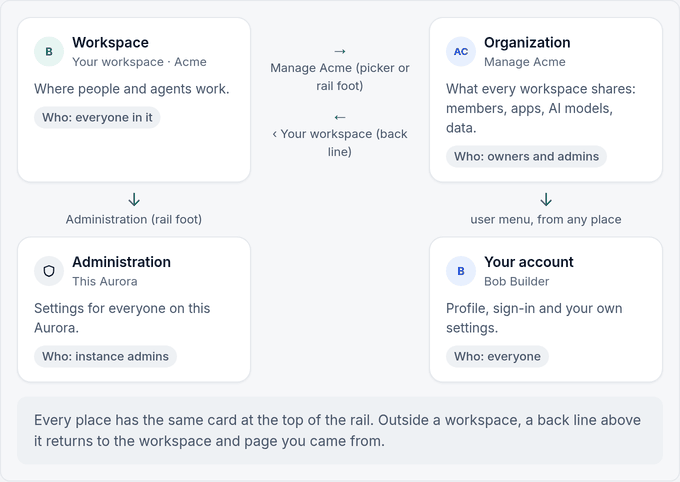 B
Workspace
Your workspace · Acme
Where people and agents work.
Who: everyone in it
→
Manage Acme (picker or
rail foot)
←
‹ Your workspace (back
line)
AC
Organization
Manage Acme
What every workspace shares:
members, apps, AI models,
data.
Who: owners and admins
↓
Administration (rail foot)
↓
user menu, from any place
Administration
This Aurora
Settings for everyone on this
Aurora.
Who: instance admins
B
Your account
Bob Builder
Profile, sign-in and your own
settings.
Who: everyone
Every place has the same card at the top of the rail. Outside a workspace, a back line above
it returns to the workspace and page you came from.